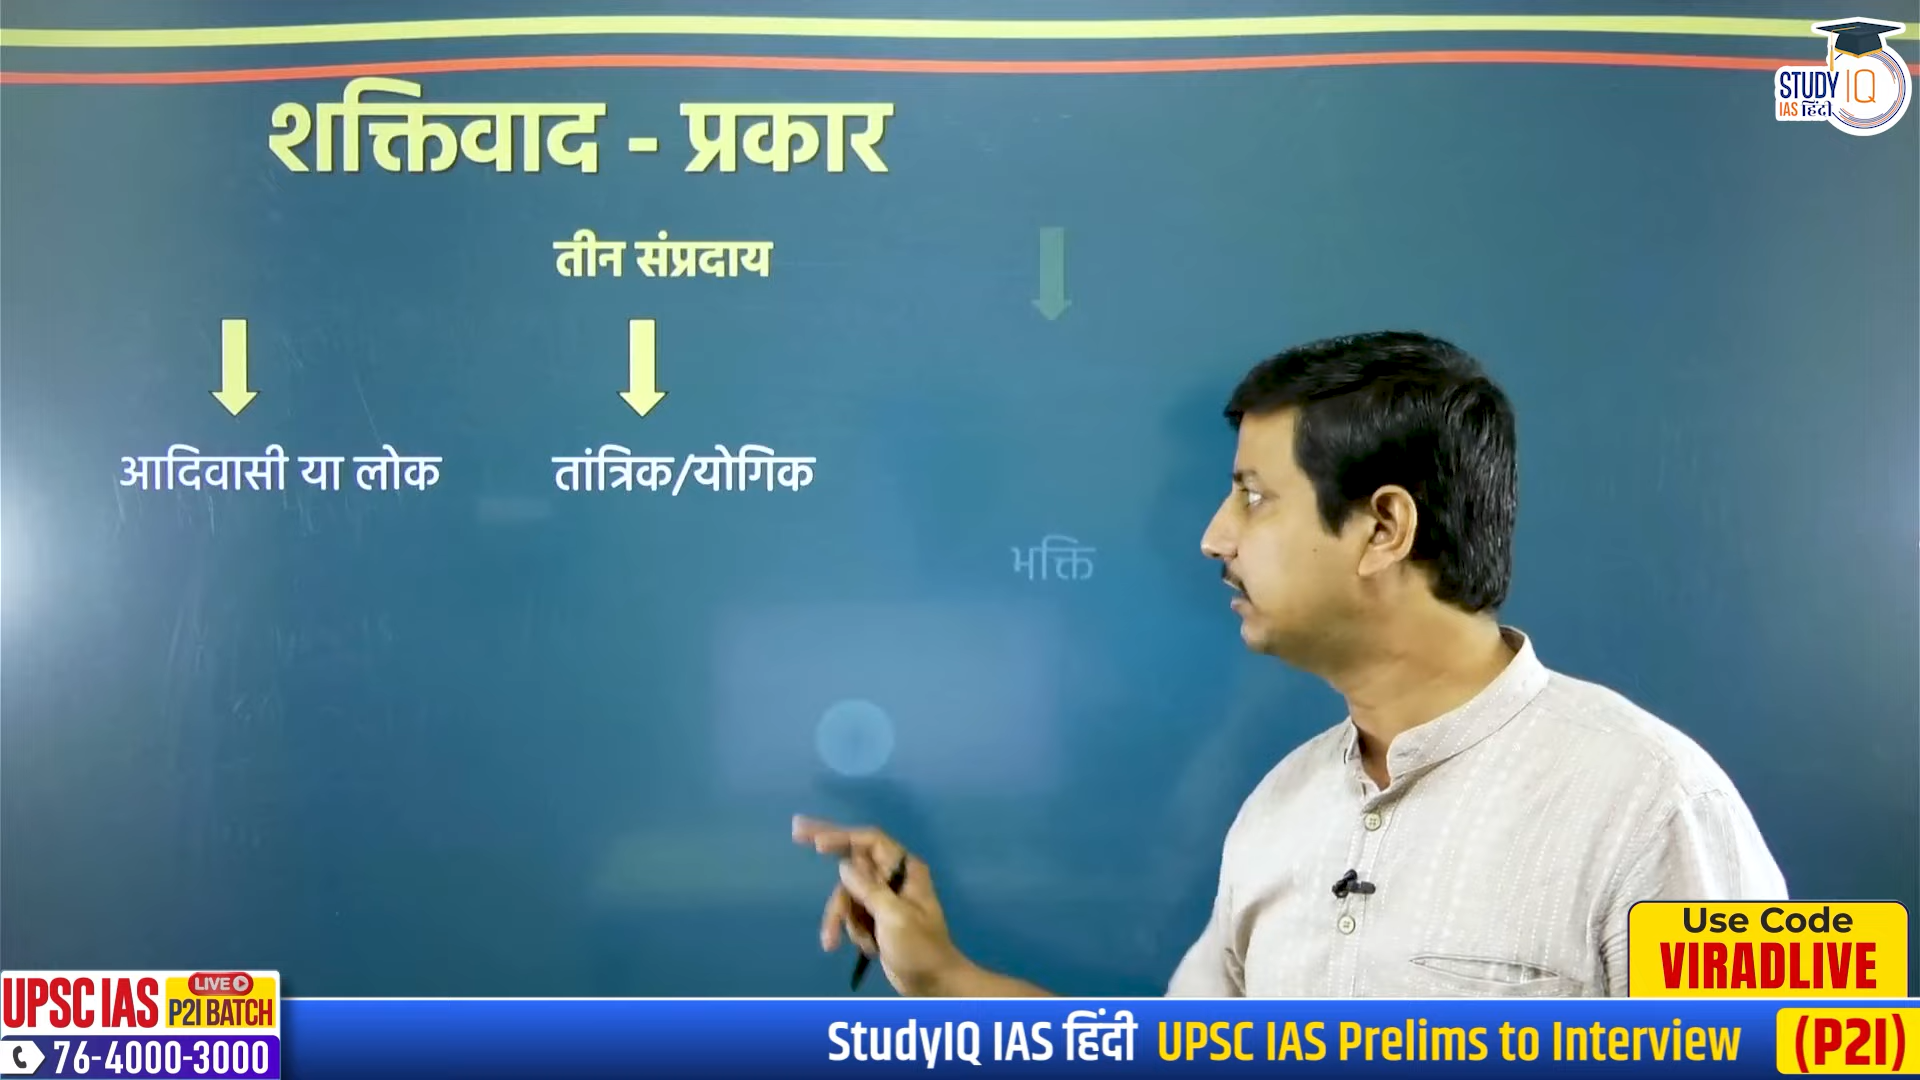 शक्तिवाद - प्रकार
तीन संप्रदाय
आदिवासी या लोक
तांत्रिक/योगिक
भक्ति
STUDY IQ
IAS हिंदी
Use Code
VIRADLIVE
UPSC IAS
LIVE
P2I BATCH
76-4000-3000
StudyIQ IAS हिंदी UPSC IAS Prelims to Interview (P2I)